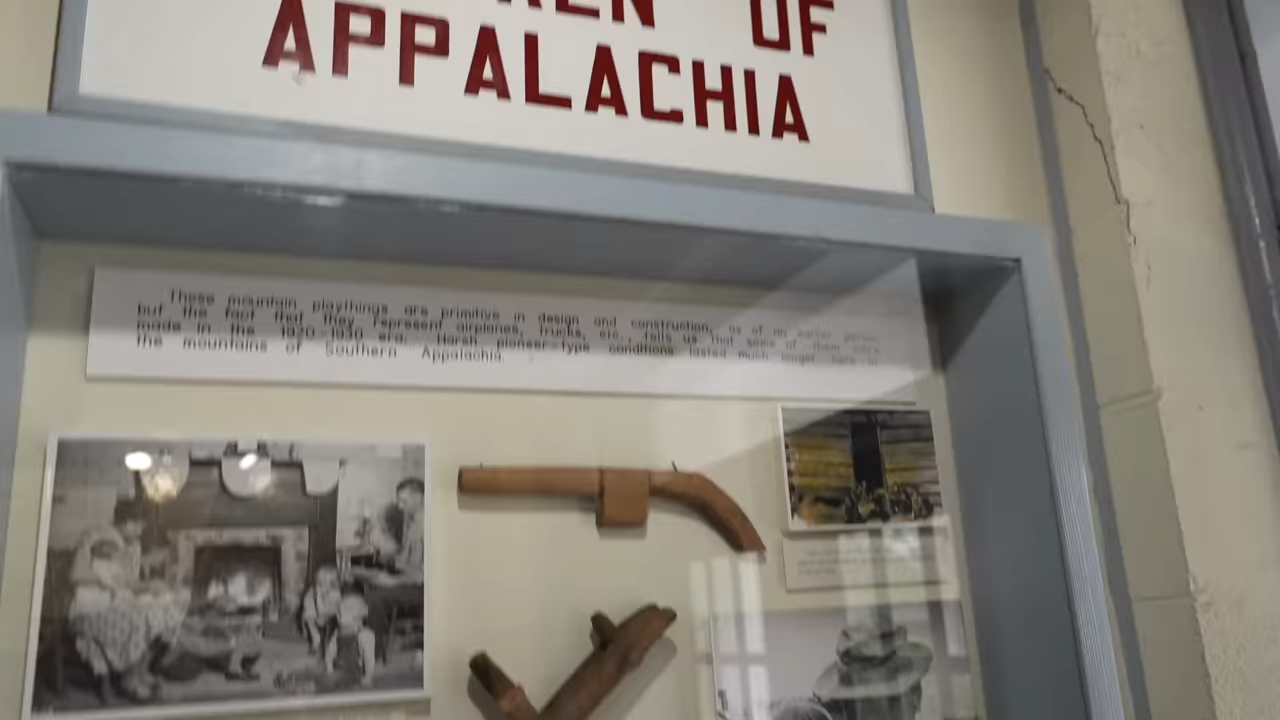 OF
APPALACHIA
These mountain playthings are primitive in design and construction, as of an earlier period,
but the fact that they represent airplanes, trucks, etc., tells us that some of them were
made in the 1920-1930 era. Harsh, pioneer-type conditions lasted much longer here in
the mountains of Southern Appalachia.